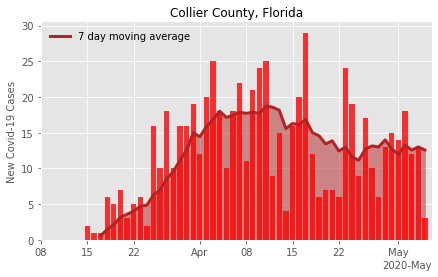 Collier County, Florida
7 day moving average
New Covid-19 Cases
30
25
20
15
10
5
0
08 15 22 Apr 08 15 22 May
2020-May